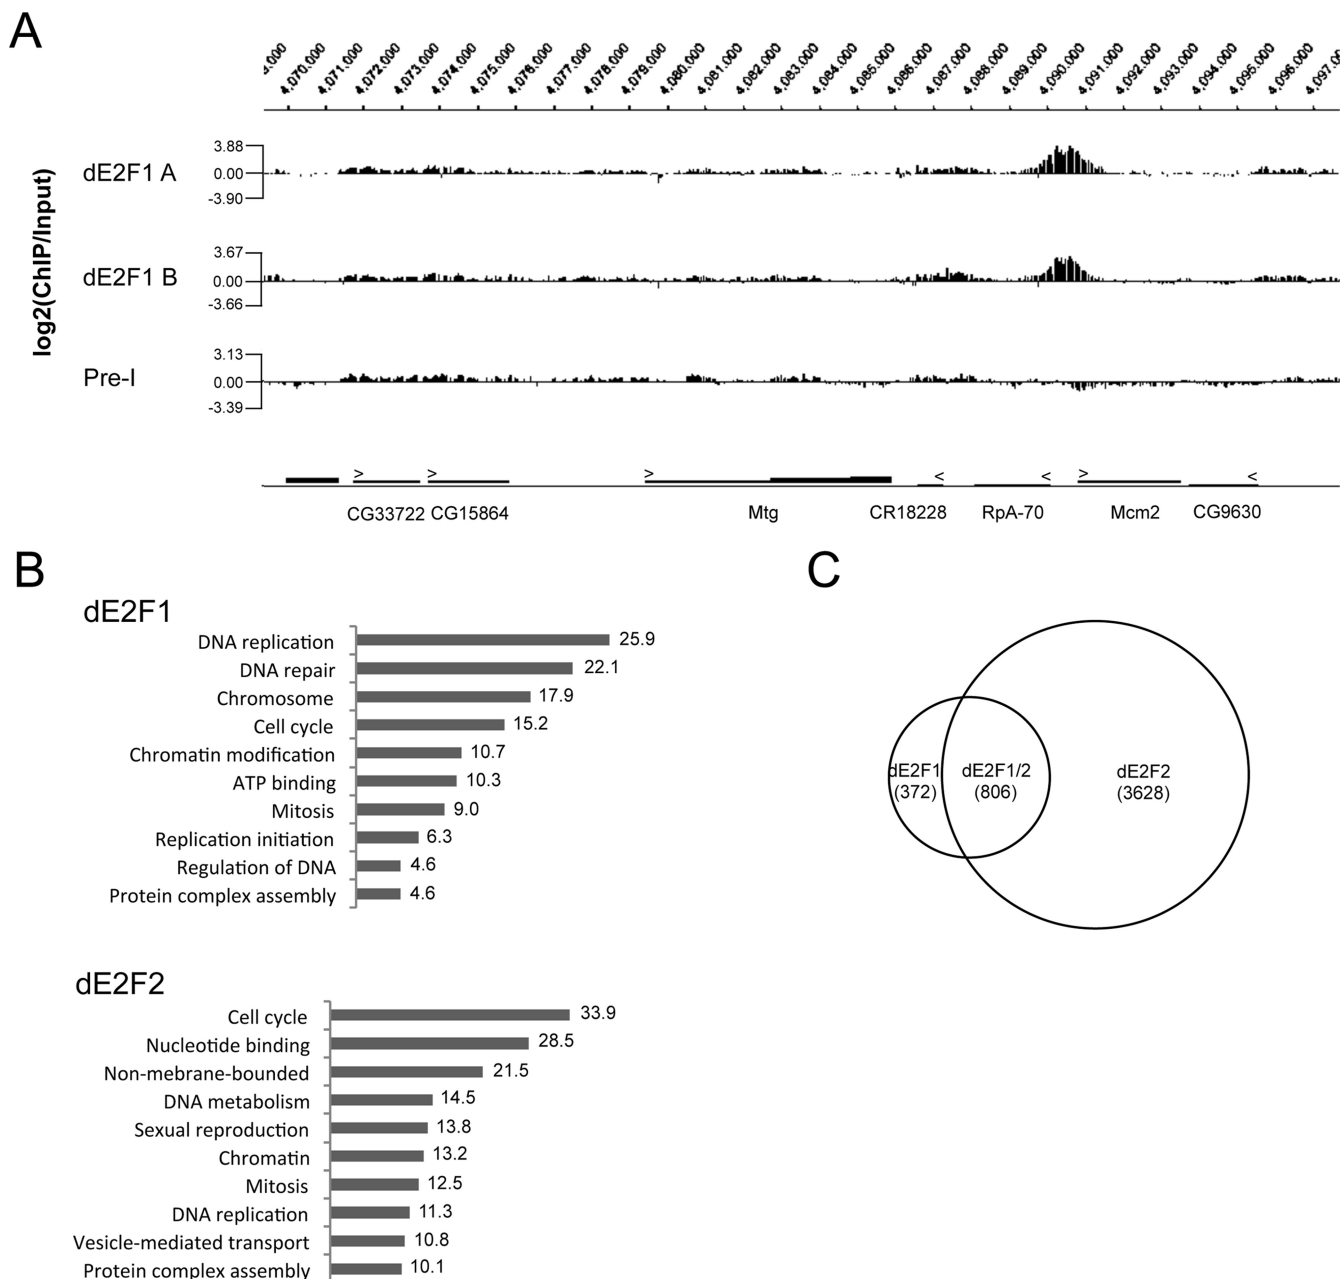 A
4,070,000 4,071,000 4,072,000 4,073,000 4,074,000 4,075,000 4,076,000 4,077,000 4,078,000 4,079,000 4,080,000 4,081,000 4,082,000 4,083,000 4,084,000 4,085,000 4,086,000 4,087,000 4,088,000 4,089,000 4,090,000 4,091,000 4,092,000 4,093,000 4,094,000 4,095,000 4,096,000
log2(ChIP/Input)
dE2F1 A
3.88
0.00
-3.90
dE2F1 B
3.67
0.00
-3.66
Pre-I
3.13
0.00
-3.39
> > > < < > <
CG33722 CG15864 Mtg CR18228 RpA-70 Mcm2 CG9630
B
dE2F1
DNA replication 25.9
DNA repair 22.1
Chromosome 17.9
Cell cycle 15.2
Chromatin modification 10.7
ATP binding 10.3
Mitosis 9.0
Replication initiation 6.3
Regulation of DNA 4.6
Protein complex assembly 4.6
dE2F2
Cell cycle 33.9
Nucleotide binding 28.5
Non-mebrane-bounded 21.5
DNA metabolism 14.5
Sexual reproduction 13.8
Chromatin 13.2
Mitosis 12.5
DNA replication 11.3
Vesicle-mediated transport 10.8
Protein complex assembly 10.1
C
dE2F1 dE2F1/2 dE2F2
(372) (806) (3628)